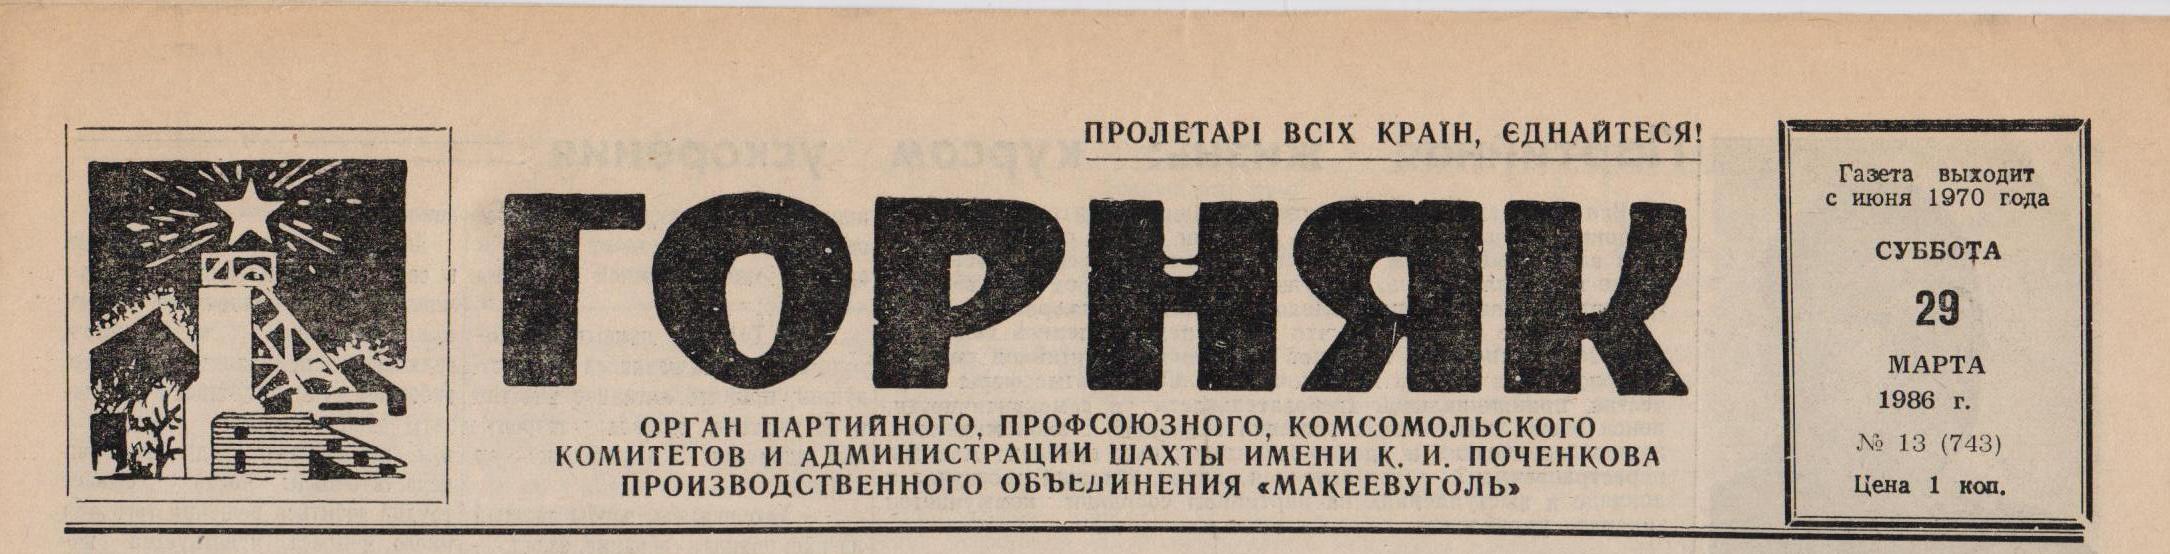 ПРОЛЕТАРІ ВСІХ КРАЇН, ЄДНАЙТЕСЯ!
ГОРНЯК
ОРГАН ПАРТИЙНОГО, ПРОФСОЮЗНОГО, КОМСОМОЛЬСКОГО
КОМИТЕТОВ И АДМИНИСТРАЦИИ ШАХТЫ ИМЕНИ К. И. ПОЧЕНКОВА
ПРОИЗВОДСТВЕННОГО ОБЪЕДИНЕНИЯ «МАКЕЕВУГОЛЬ»
Газета выходит
с июня 1970 года
СУББОТА
29
МАРТА
1986 г.
№ 13 (743)
Цена 1 коп.